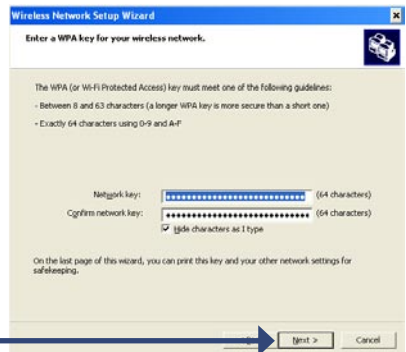 Wireless Network Setup Wizard
Enter a WPA key for your wireless network.
The WPA (or Wi-Fi Protected Access) key must meet one of the following guidelines:
- Between 8 and 63 characters (a longer WPA key is more secure than a short one)
- Exactly 64 characters using 0-9 and A-F
Network key: (64 characters)
Confirm network key: (64 characters)
Hide characters as I type
On the last page of this wizard, you can print this key and your other network settings for
safekeeping.
Next > Cancel